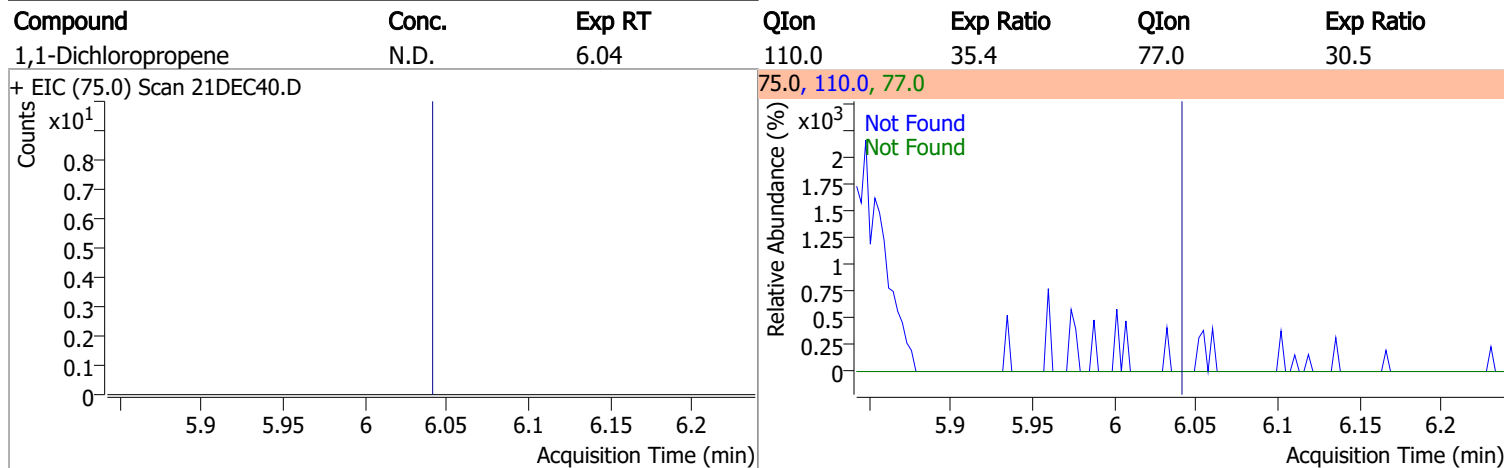 Compound Conc. Exp RT QIon Exp Ratio QIon Exp Ratio
1,1-Dichloropropene N.D. 6.04 110.0 35.4 77.0 30.5
+ EIC (75.0) Scan 21DEC40.D
Counts
x10¹
0.8
0.7
0.6
0.5
0.4
0.3
0.2
0.1
0
5.9 5.95 6 6.05 6.1 6.15 6.2
Acquisition Time (min)
75.0, 110.0, 77.0
Relative Abundance (%)
x10³
Not Found
Not Found
2
1.75
1.5
1.25
1
0.75
0.5
0.25
0
5.9 5.95 6 6.05 6.1 6.15 6.2
Acquisition Time (min)